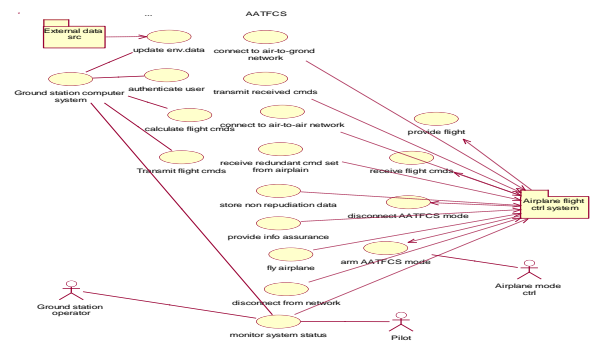 .
...
AATFCS
External data
src
update env.data
connect to air-to-grond
network
Ground station computer
system
authenticate user
transmit received cmds
calculate flight cmds
connect to air-to-air network
provide flight
Transmit flight cmds
receive redundant cmd set
from airplain
receive flight cmds
store non repudiation data
disconnect AATFCS mode
Airplane flight
ctrl system
provide info assurance
fly airplane
arm AATFCS mode
Airplane mode
ctrl
disconnect from network
Ground station
operator
monitor system status
Pilot